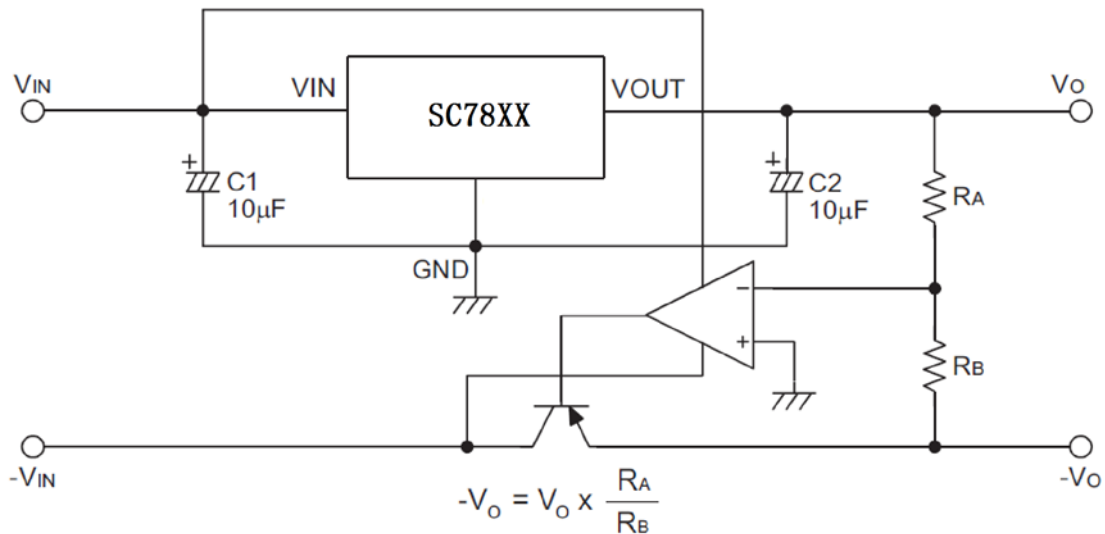 VIN
VIN
SC78XX
VOUT
VO
+
C1
10μF
+
C2
10μF
RA
GND
−
+
RB
-VIN
-VO
-VO = VO x RA
RB